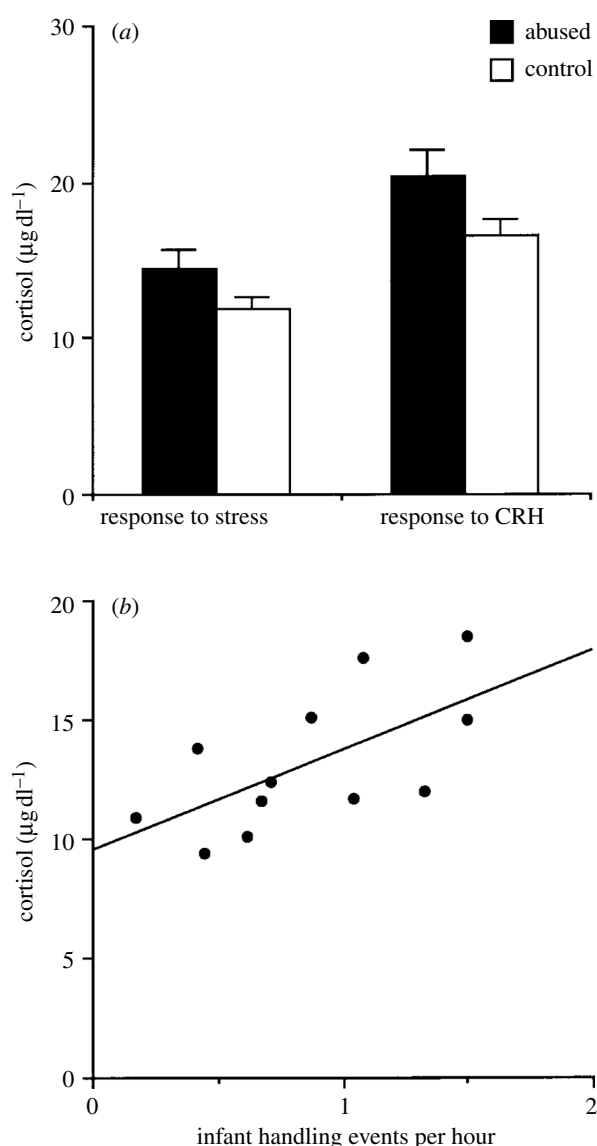 (a)
abused
control
30
20
10
0
cortisol (µg dl⁻¹)
response to stress
response to CRH
(b)
20
15
10
5
0
cortisol (µg dl⁻¹)
0
1
2
infant handling events per hour